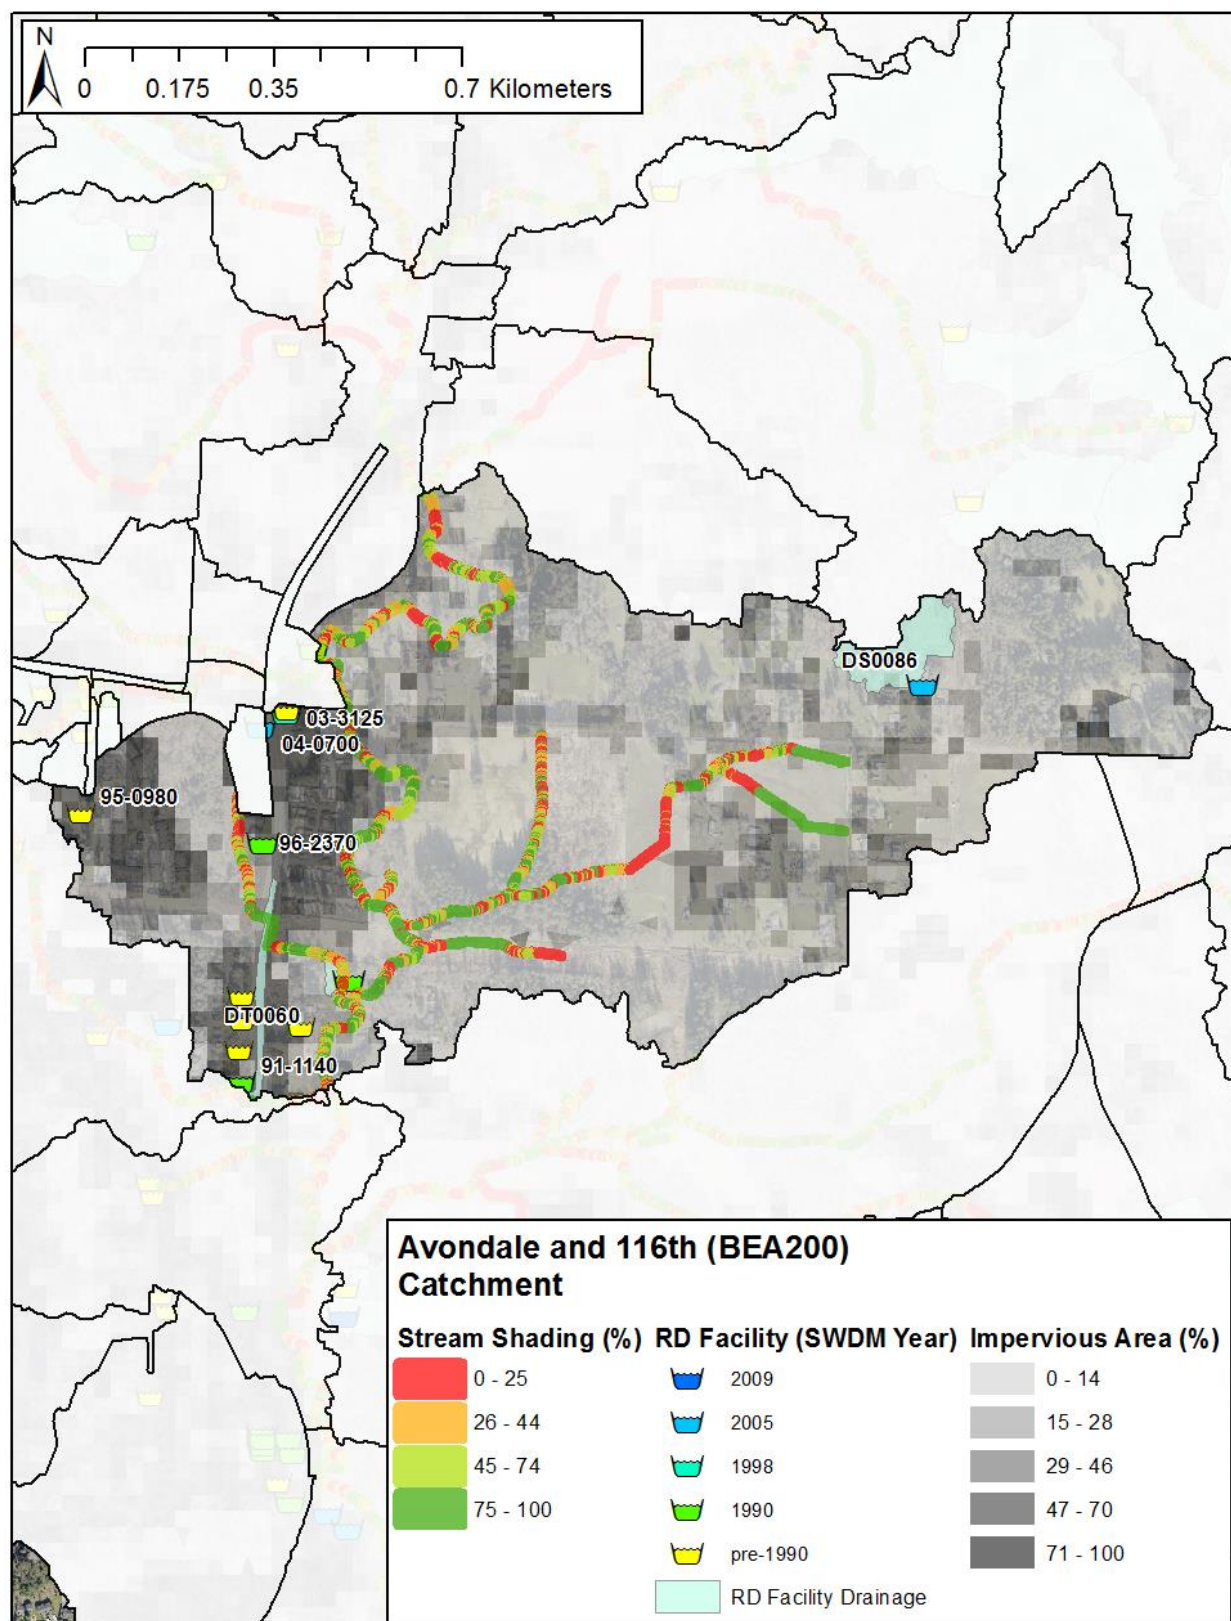 N
0 0.175 0.35 0.7 Kilometers
DS0086
03-3125
04-0700
95-0980
96-2370
DT0060
91-1140
Avondale and 116th (BEA200)
Catchment
Stream Shading (%) RD Facility (SWDM Year) Impervious Area (%)
0 - 25 2009 0 - 14
26 - 44 2005 15 - 28
45 - 74 1998 29 - 46
75 - 100 1990 47 - 70
pre-1990 71 - 100
RD Facility Drainage